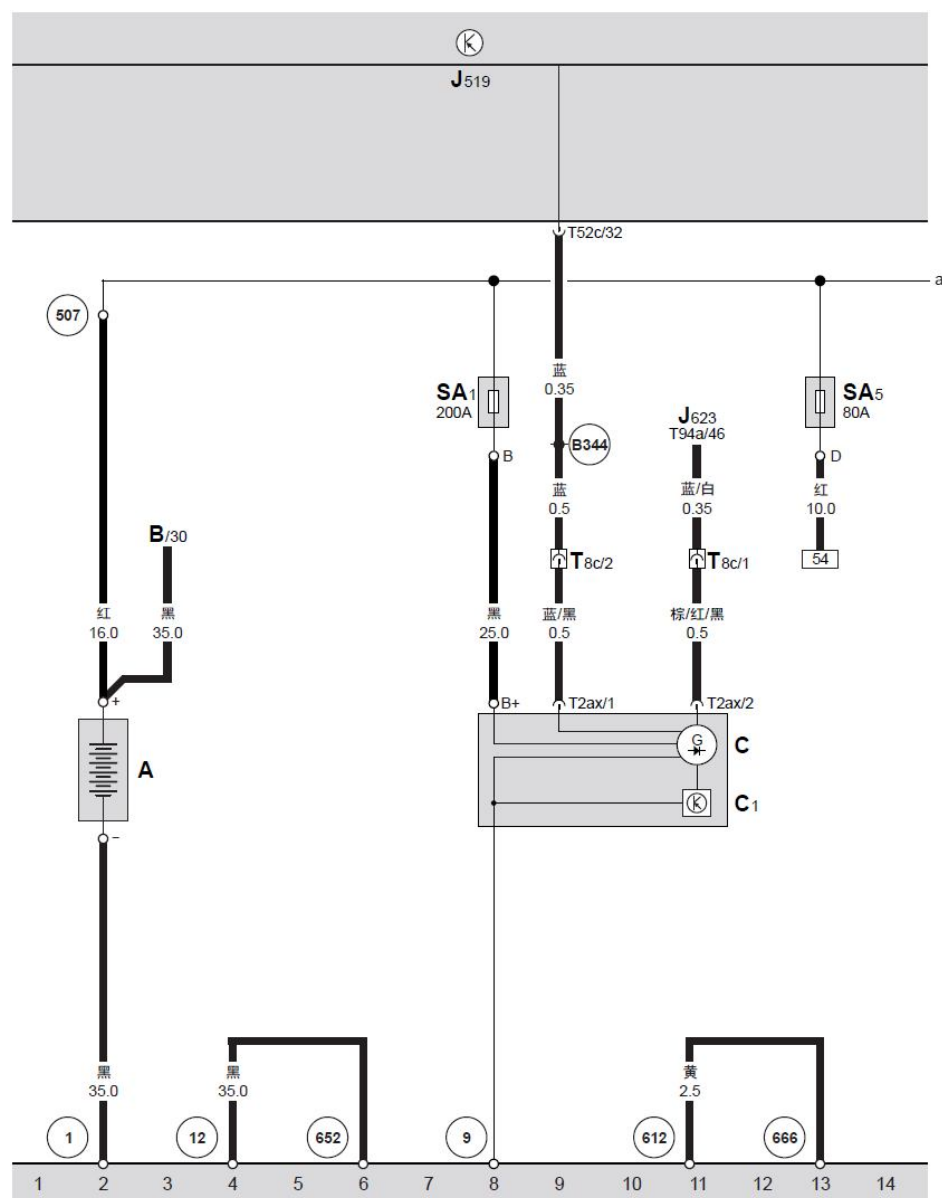 J519
T52c/32
a
507
SA1
200A
蓝
0.35
J623
T94a/46
SA5
80A
B344
B
D
蓝
0.5
蓝/白
0.35
红
10.0
B/30
T8c/2
T8c/1
54
红
16.0
黑
35.0
黑
25.0
蓝/黑
0.5
棕/红/黑
0.5
+
B+
T2ax/1
T2ax/2
G
C
A
C1
−
黑
35.0
黑
35.0
黄
2.5
1
12
652
9
612
666
1 2 3 4 5 6 7 8 9 10 11 12 13 14